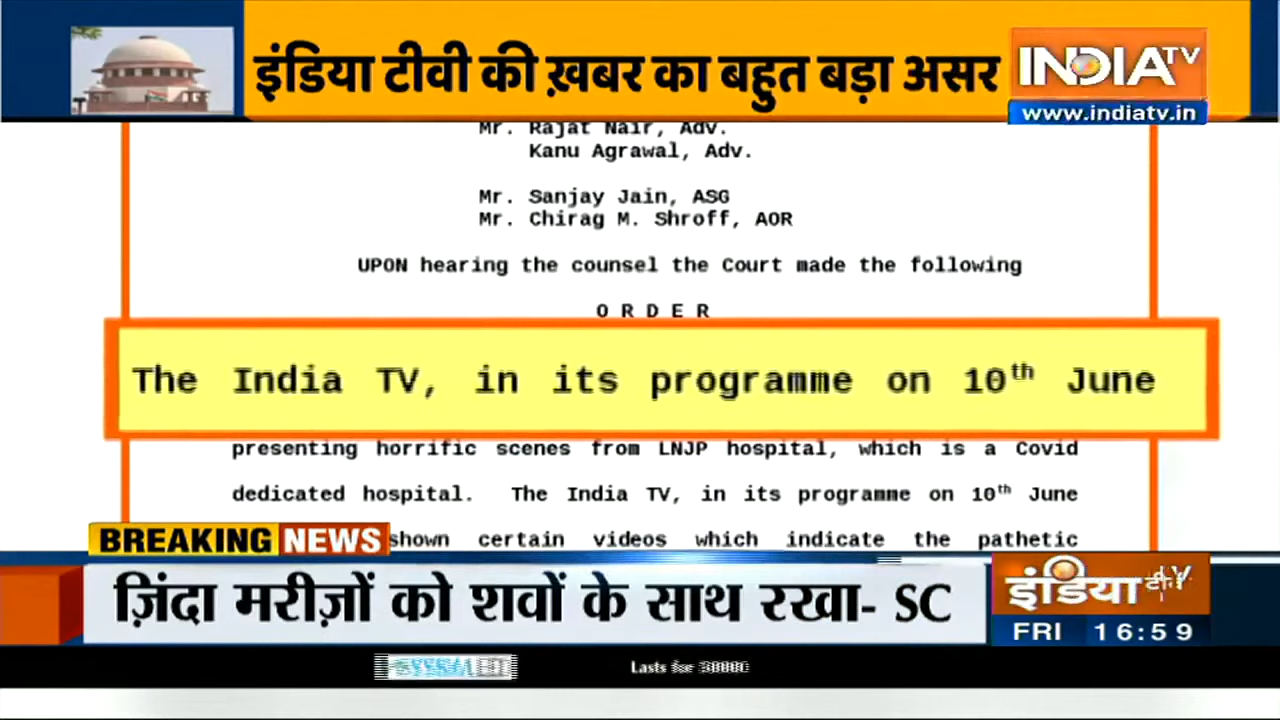 इंडिया टीवी की ख़बर का बहुत बड़ा असर
INDIA TV
www.indiatv.in
Mr. Rajat Nair, Adv.
Kanu Agrawal, Adv.
Mr. Sanjay Jain, ASG
Mr. Chirag M. Shroff, AOR
UPON hearing the counsel the Court made the following
O R D E R
The India TV, in its programme on 10th June
presenting horrific scenes from LNJP hospital, which is a Covid
dedicated hospital. The India TV, in its programme on 10th June
shown certain videos which indicate the pathetic
BREAKING NEWS
ज़िंदा मरीज़ों को शवों के साथ रखा- SC
इंडिया टीवी
FRI 16:59